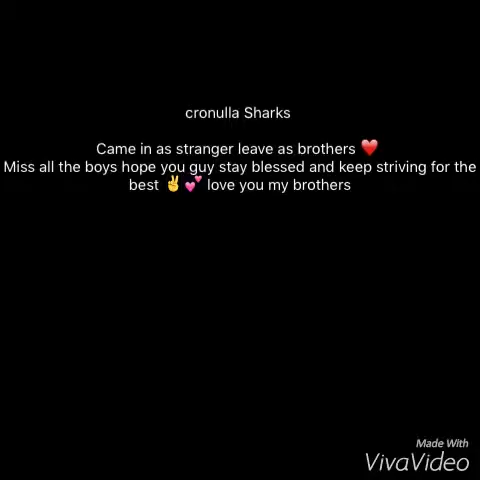 cronulla Sharks
Came in as stranger leave as brothers ❤️
Miss all the boys hope you guy stay blessed and keep striving for the
best ✌️💕 love you my brothers
Made With
VivaVideo